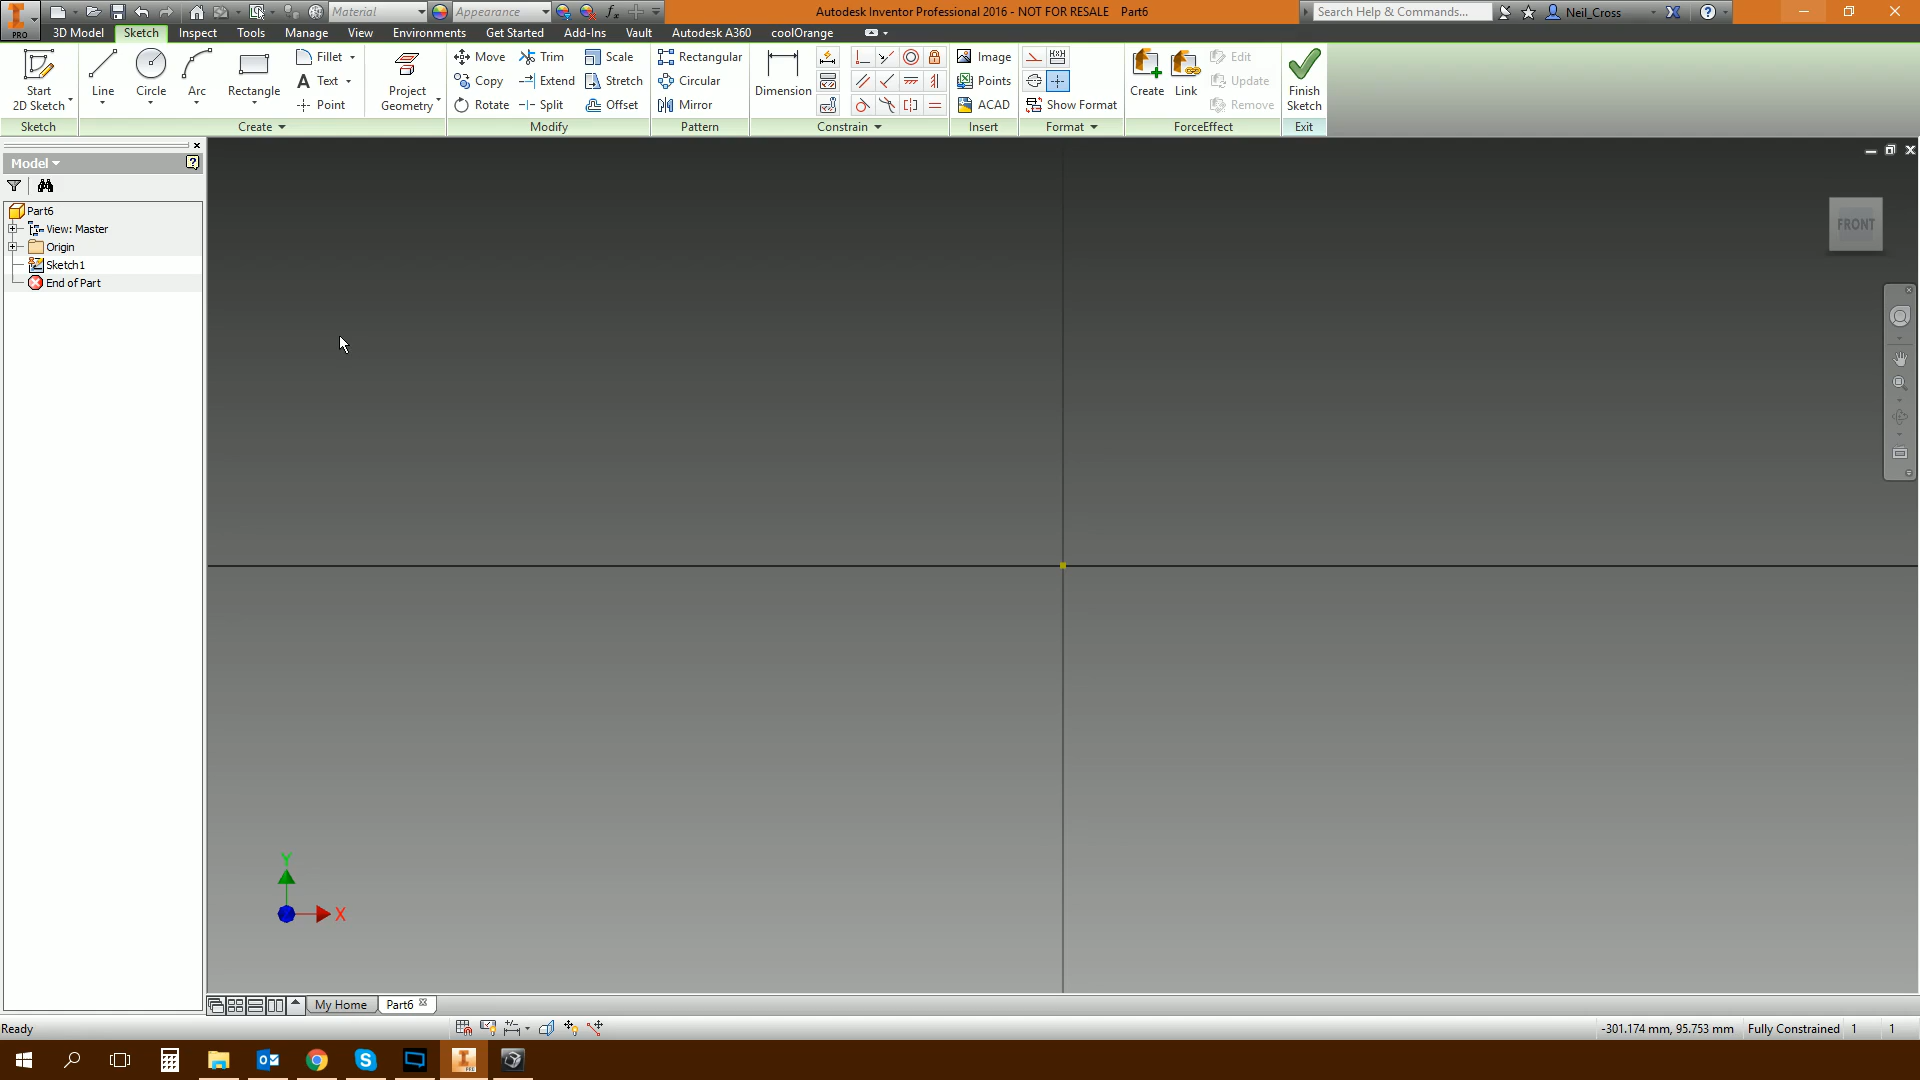 Material
Appearance
Autodesk Inventor Professional 2016 - NOT FOR RESALE Part6
Search Help & Commands...
Neil_Cross
PRO
3D Model Sketch Inspect Tools Manage View Environments Get Started Add-Ins Vault Autodesk A360 coolOrange
Start
2D Sketch
Line Circle Arc Rectangle
Fillet
Text
Point
Project
Geometry
Move Trim Scale
Copy Extend Stretch
Rotate Split Offset
Rectangular
Circular
Mirror
Dimension
Image
Points
ACAD
Show Format
Create Link
Edit
Update
Remove
Finish
Sketch
Sketch Create Modify Pattern Constrain Insert Format ForceEffect Exit
Model
Part6
View: Master
Origin
Sketch1
End of Part
FRONT
Y
X
My Home Part6
Ready
-301.174 mm, 95.753 mm Fully Constrained 1 1